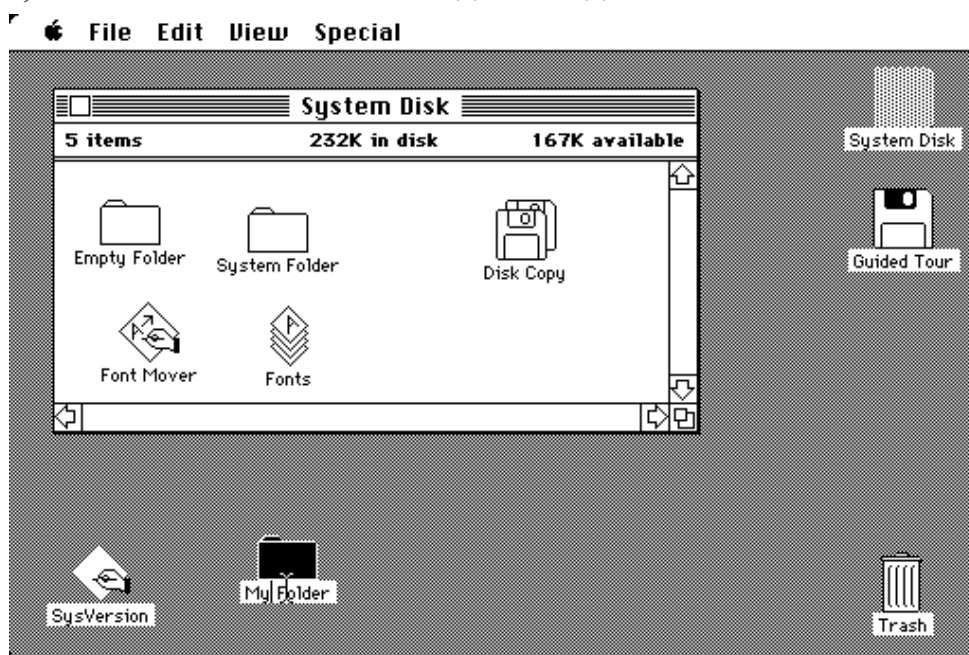 File Edit View Special
System Disk
5 items 232K in disk 167K available
System Disk
Empty Folder System Folder Disk Copy
Guided Tour
Font Mover Fonts
SysVersion My Folder
Trash